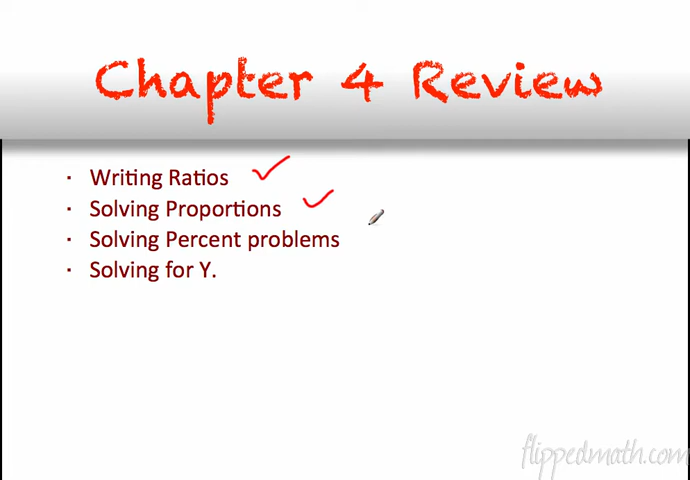 Chapter 4 Review
· Writing Ratios
· Solving Proportions
· Solving Percent problems
· Solving for Y.
flippedmath.com